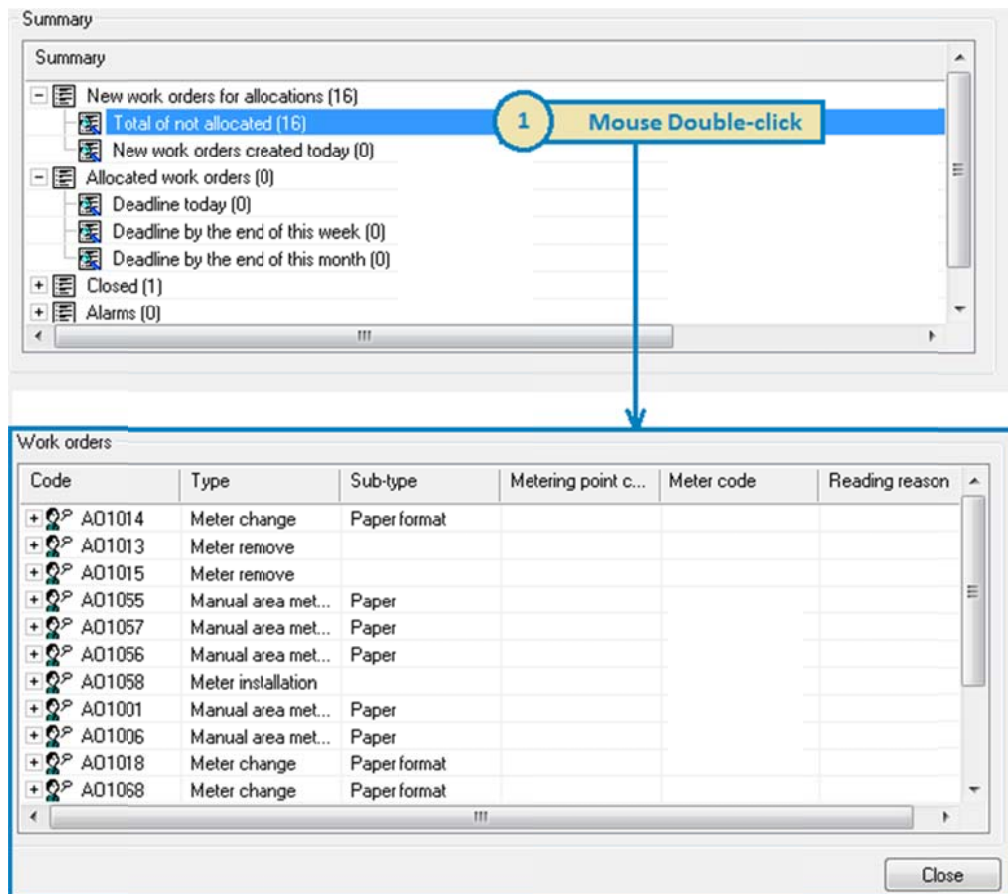 Summary
Summary
New work orders for allocations (16)
Total of not allocated (16)
1 Mouse Double-click
New work orders created today (0)
Allocated work orders (0)
Deadline today (0)
Deadline by the end of this week (0)
Deadline by the end of this month (0)
Closed (1)
Alarms (0)
Work orders
Code Type Sub-type Metering point c... Meter code Reading reason
AO1014 Meter change Paper format
AO1013 Meter remove
AO1015 Meter remove
AO1055 Manual area met... Paper
AO1057 Manual area met... Paper
AO1056 Manual area met... Paper
AO1058 Meter installation
AO1001 Manual area met... Paper
AO1006 Manual area met... Paper
AO1018 Meter change Paper format
AO1068 Meter change Paper format
Close